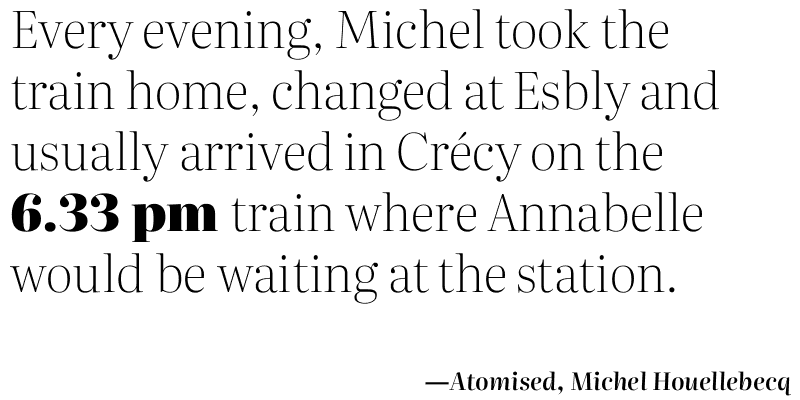 Every evening, Michel took the
train home, changed at Esbly and
usually arrived in Crécy on the
6.33 pm train where Annabelle
would be waiting at the station.
—Atomised, Michel Houellebecq